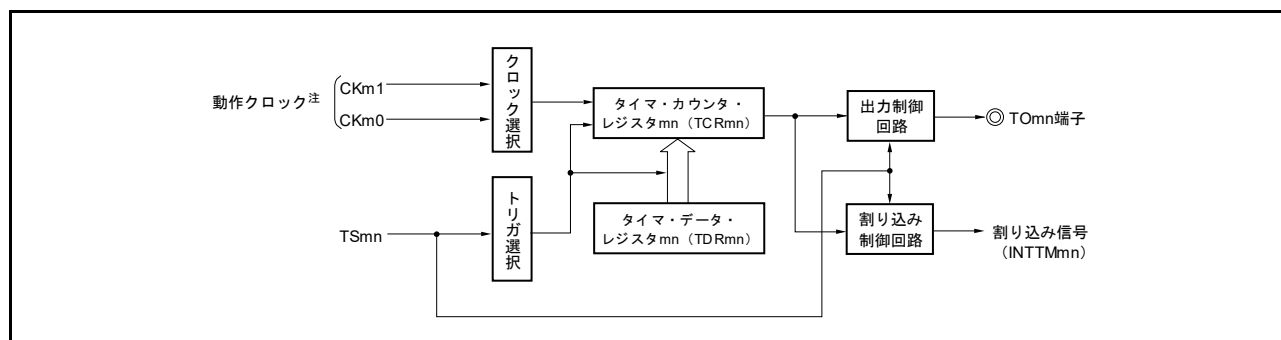 動作クロック注
CKm1
CKm0
クロック選択
タイマ・カウンタ・
レジスタmn（TCRmn）
出力制御
回路
TOmn端子
TSmn
トリガ選択
タイマ・データ・
レジスタmn（TDRmn）
割り込み
制御回路
割り込み信号
（INTTMmn）